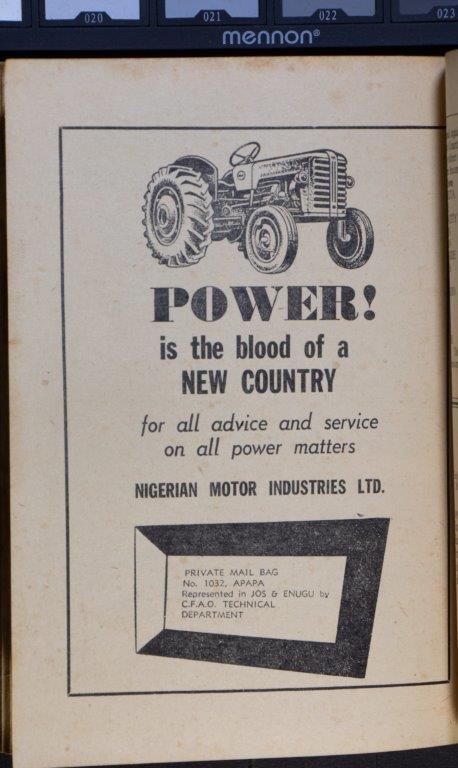 020
021
022
023
mennon®
POWER!
is the blood of a
NEW COUNTRY
for all advice and service
on all power matters
NIGERIAN MOTOR INDUSTRIES LTD.
PRIVATE MAIL BAG
No. 1032, APAPA
Represented in JOS & ENUGU by
C.F.A.O. TECHNICAL
DEPARTMENT